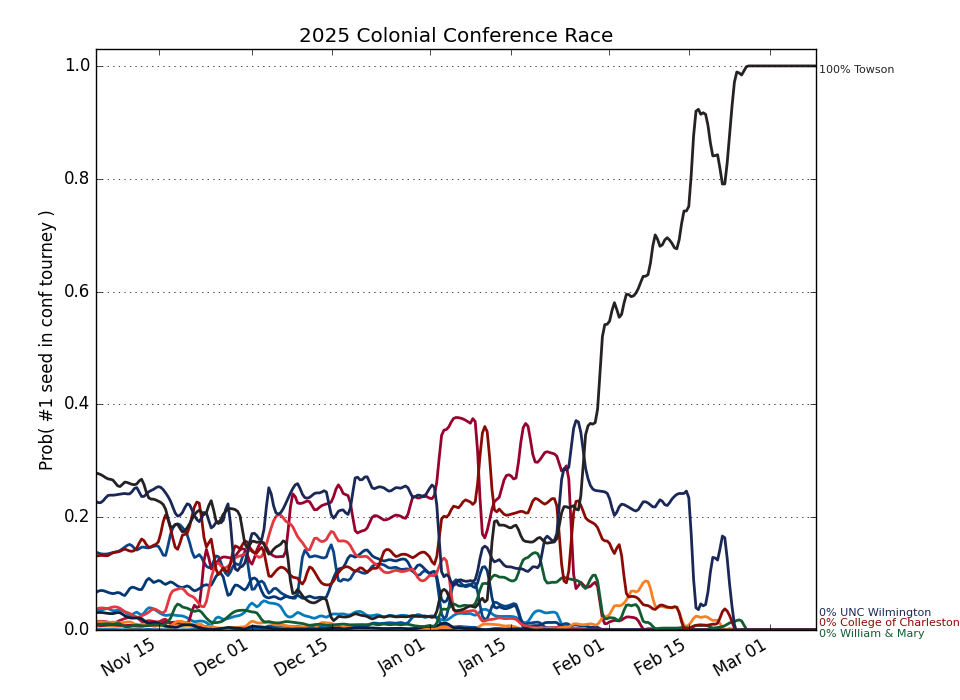 2025 Colonial Conference Race
Prob( #1 seed in conf tourney )
1.0
0.8
0.6
0.4
0.2
0.0
Nov 15
Dec 01
Dec 15
Jan 01
Jan 15
Feb 01
Feb 15
Mar 01
100% Towson
0% UNC Wilmington
0% College of Charleston
0% William & Mary